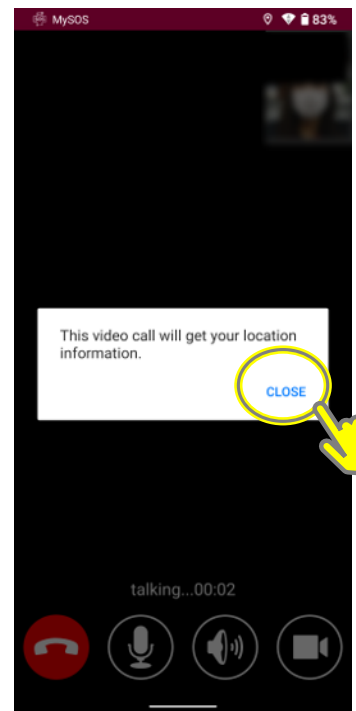 MySOS
83%
This video call will get your location
information.
CLOSE
talking...00:02